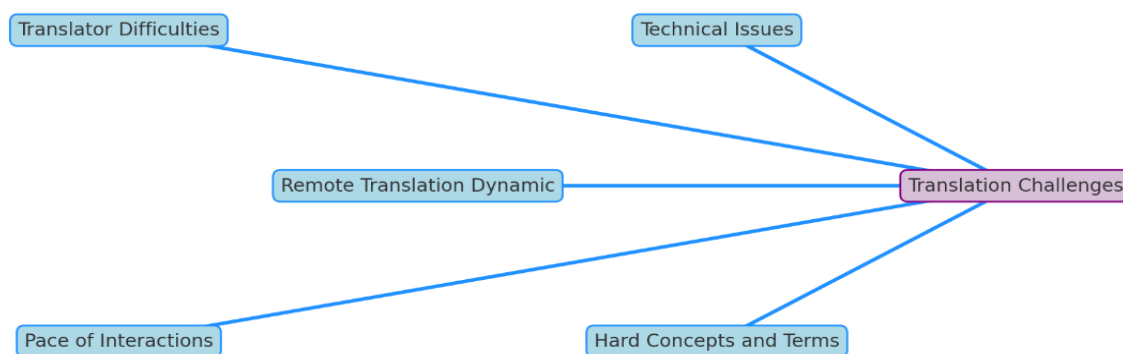 Translator Difficulties
Technical Issues
Remote Translation Dynamic
Translation Challenges
Pace of Interactions
Hard Concepts and Terms